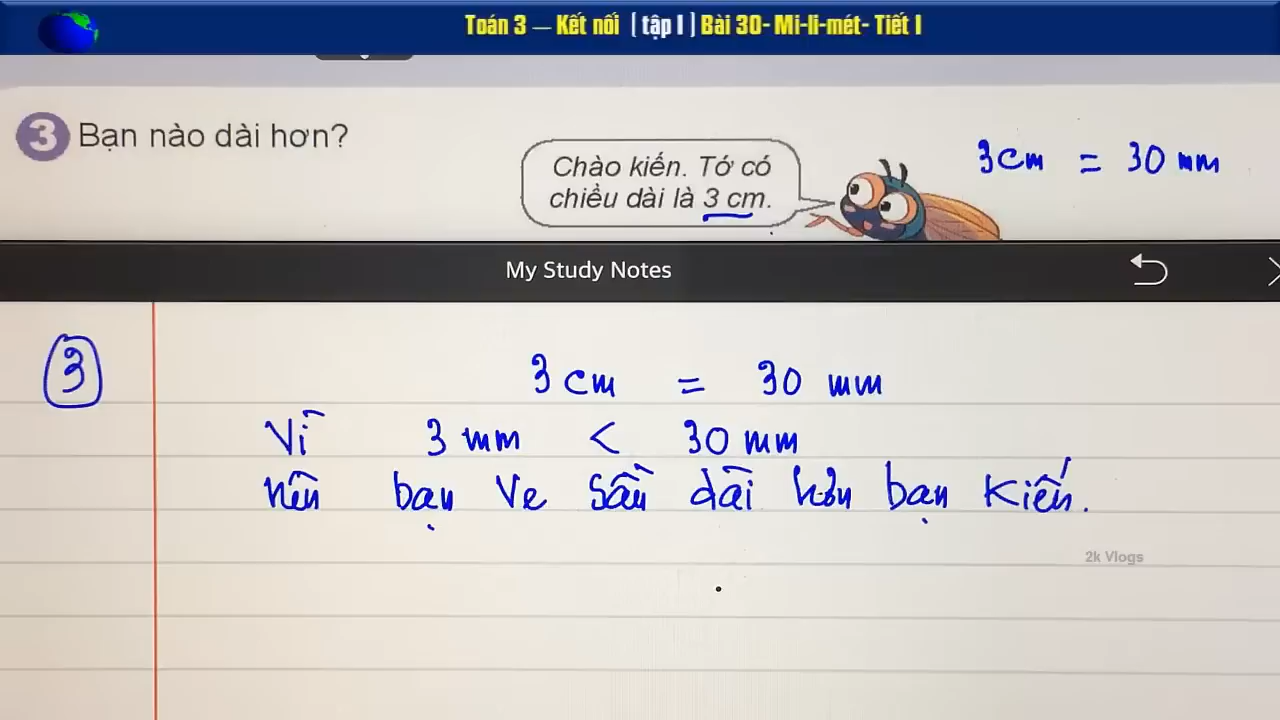 Toán 3 – Kết nối [ tập 1 ] Bài 30- Mi-li-mét- Tiết 1
3 Bạn nào dài hơn?
Chào kiến. Tớ có
chiều dài là 3 cm.
3cm = 30 mm
My Study Notes
3
3 cm = 30 mm
Vì 3 mm < 30 mm
nên bạn Ve Sầu dài hơn bạn Kiến.
2k Vlogs